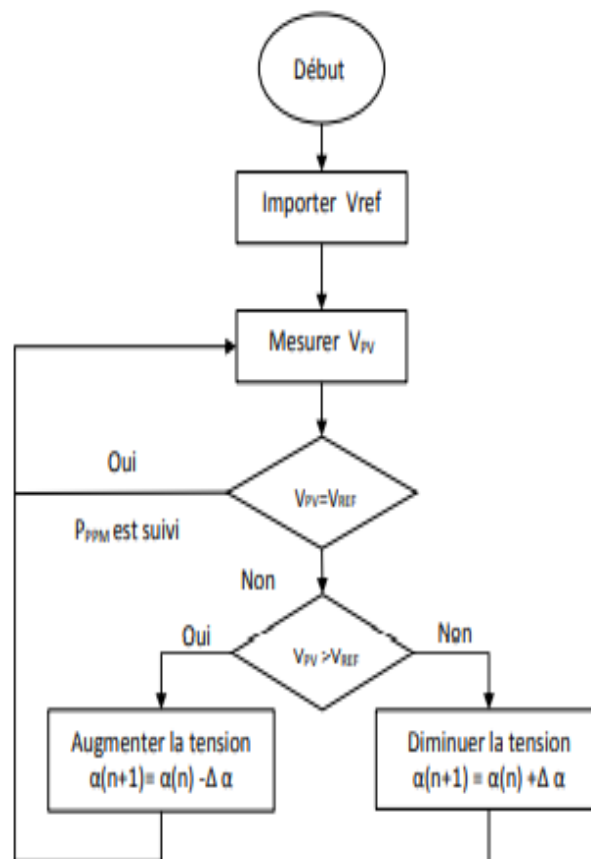 Début
Importer Vref
Mesurer VPV
Oui
VPV=VREF
PPPM est suivi
Non
Oui
VPV >VREF
Non
Augmenter la tension
α(n+1)= α(n) -Δ α
Diminuer la tension
α(n+1) = α(n) +Δ α